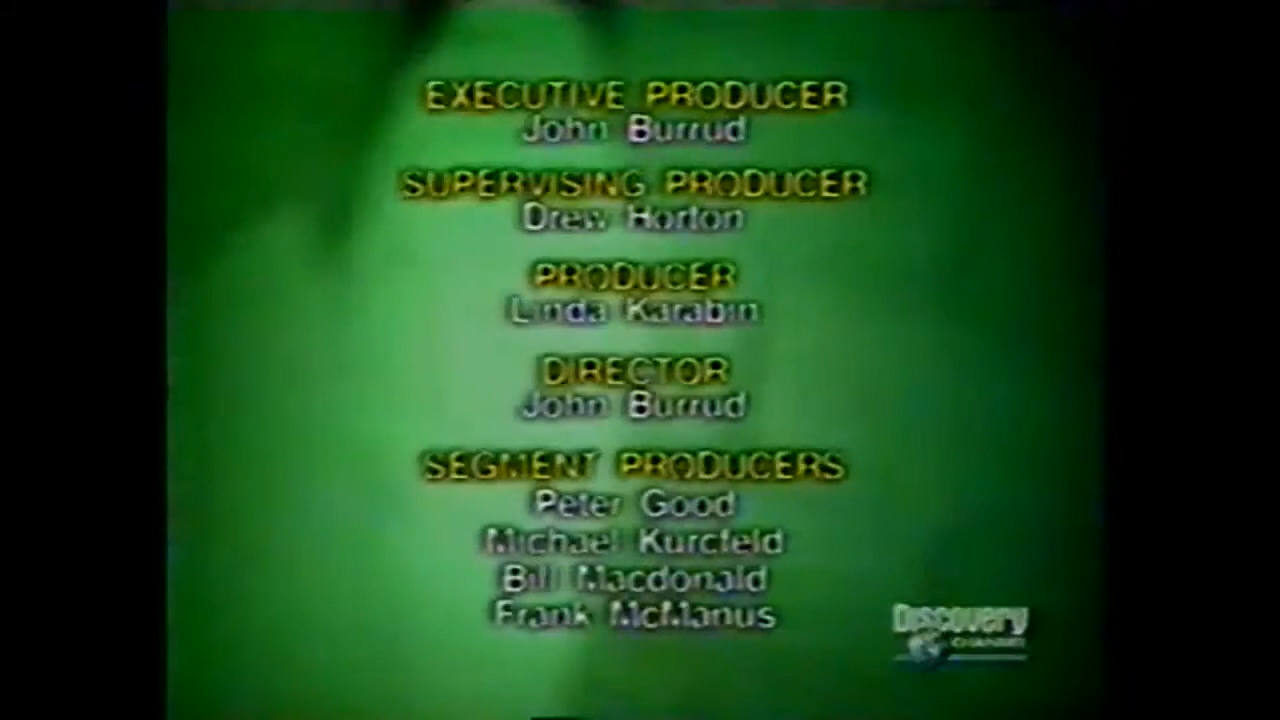 EXECUTIVE PRODUCER
John Burrud
SUPERVISING PRODUCER
Drew Horton
PRODUCER
Linda Karabin
DIRECTOR
John Burrud
SEGMENT PRODUCERS
Peter Good
Michael Kurcfeld
Bill Macdonald
Frank McManus
Discovery
CHANNEL